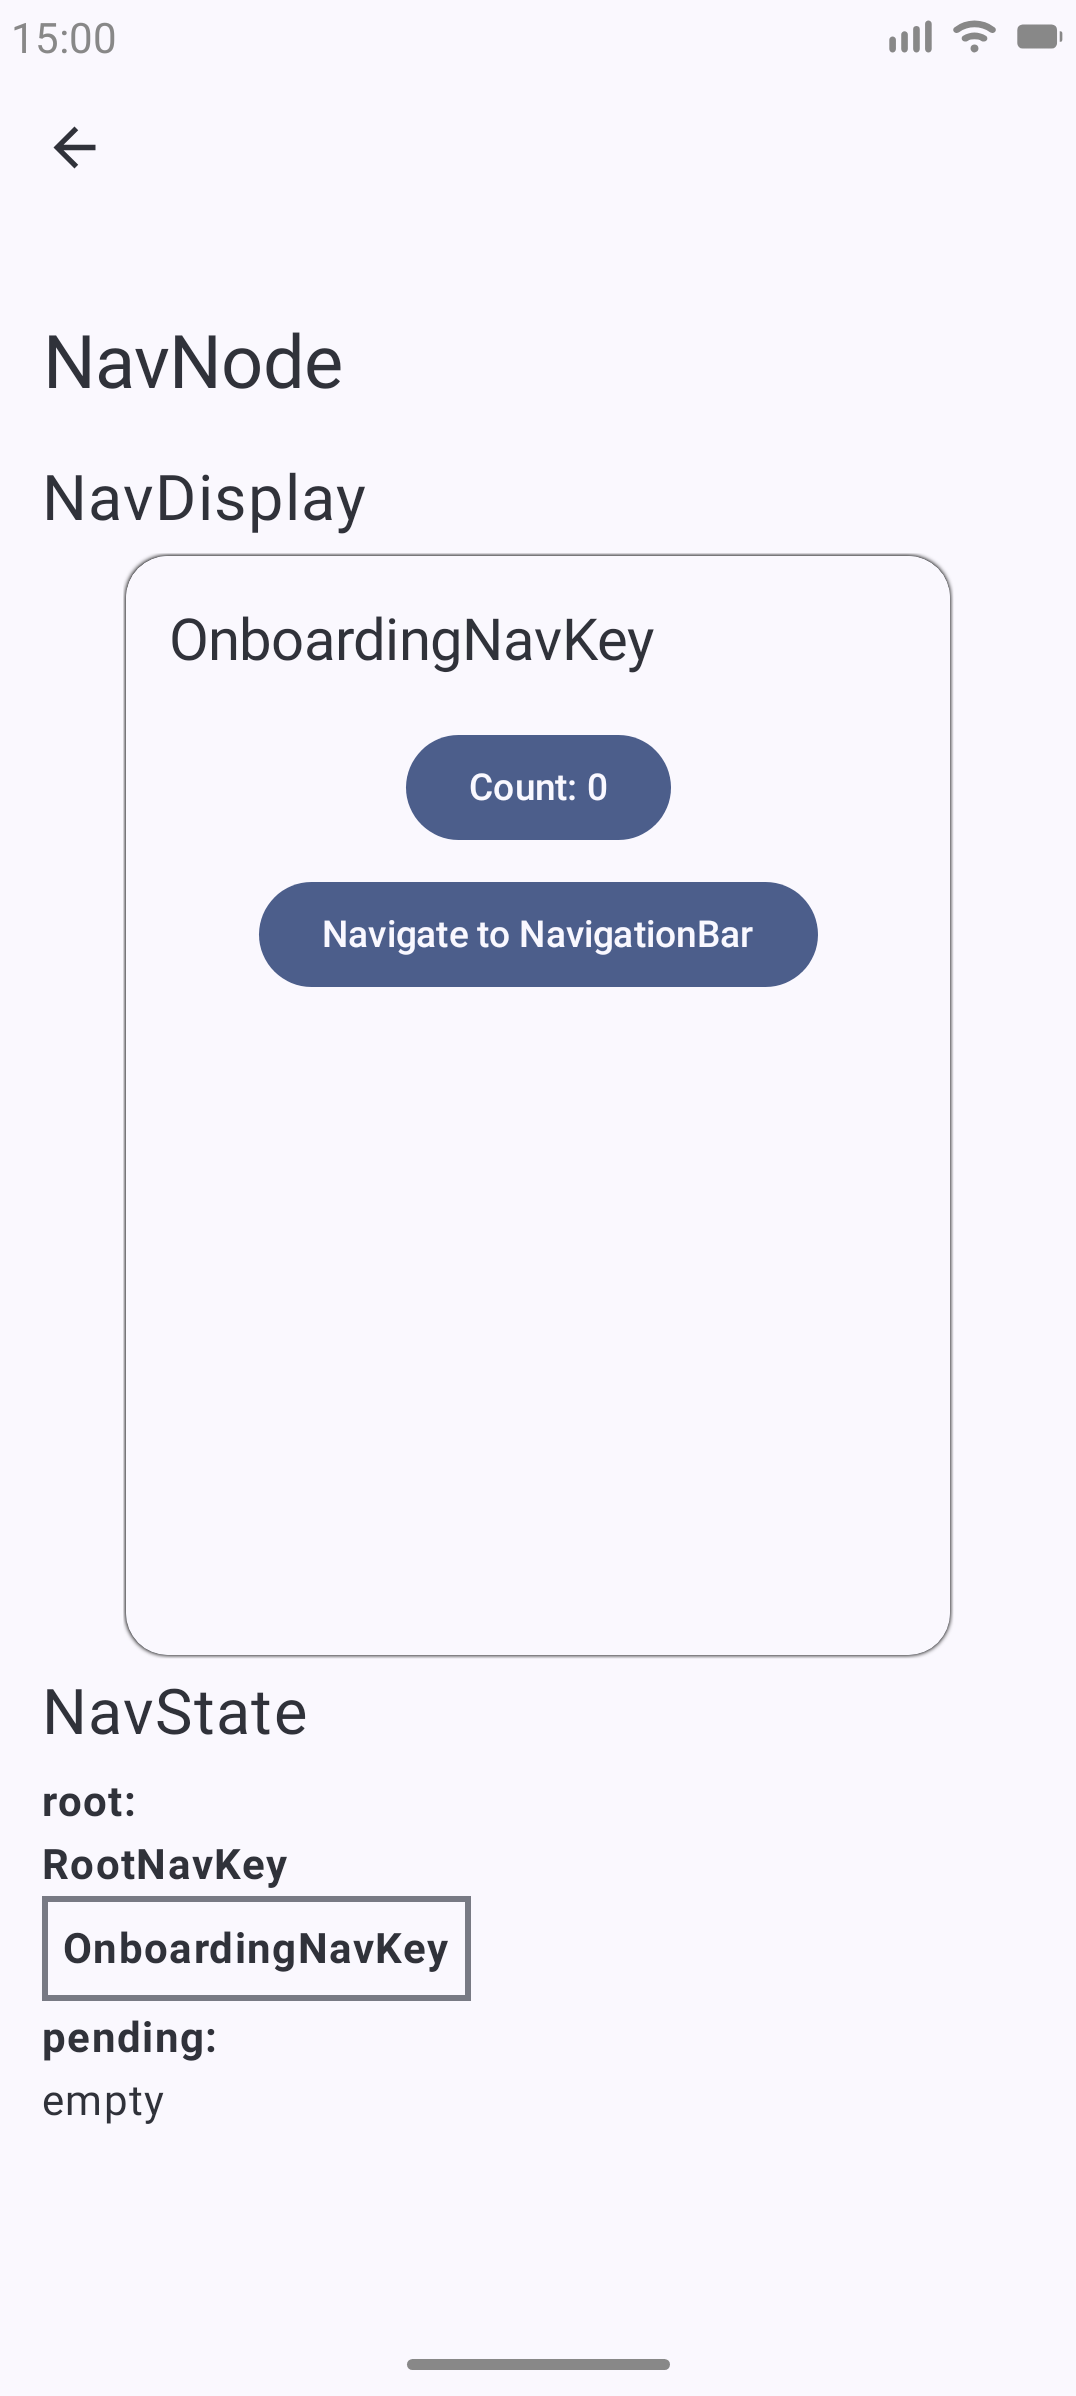 15:00
NavNode
NavDisplay
OnboardingNavKey
Count: 0
Navigate to NavigationBar
NavState
root:
RootNavKey
OnboardingNavKey
pending:
empty